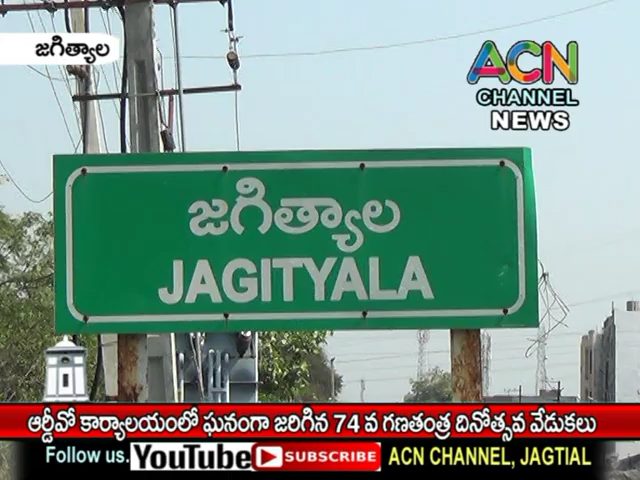 జగిత్యాల
ACN
CHANNEL
NEWS
జగిత్యాల
JAGITYALA
ఆర్డీవో కార్యాలయంలో ఘనంగా జరిగిన 74 వ గణతంత్ర దినోత్సవ వేడుకలు
Follow us. YouTube SUBSCRIBE ACN CHANNEL, JAGTIAL